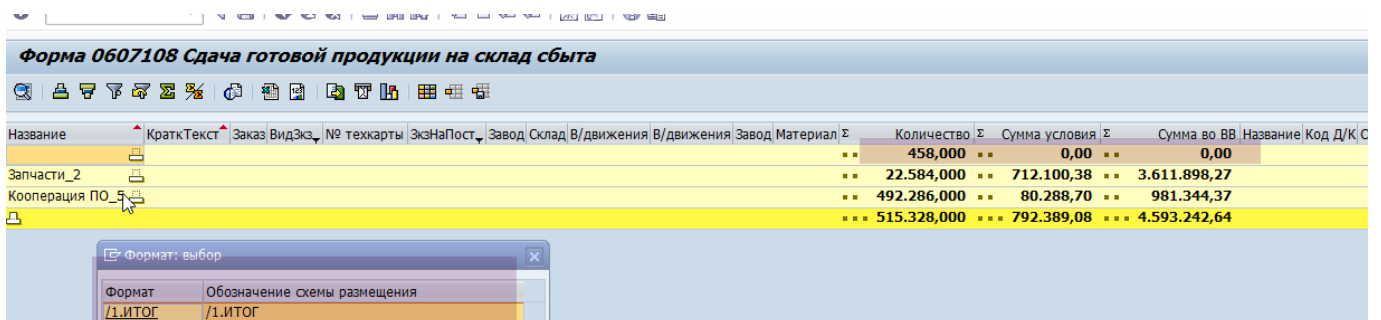 Форма 0607108 Сдача готовой продукции на склад сбыта
Название КраткТекст Заказ ВидЗкз № техкарты ЗкзНаПост Завод Склад В/движения В/движения Завод Материал Σ Количество Σ Сумма условия Σ Сумма во ВВ Название Код Д/К С
458,000 0,00 0,00
Запчасти_2 22.584,000 712.100,38 3.611.898,27
Кооперация ПО_5 492.286,000 80.288,70 981.344,37
515.328,000 792.389,08 4.593.242,64
Формат: выбор
Формат Обозначение схемы размещения
/1.ИТОГ /1.ИТОГ